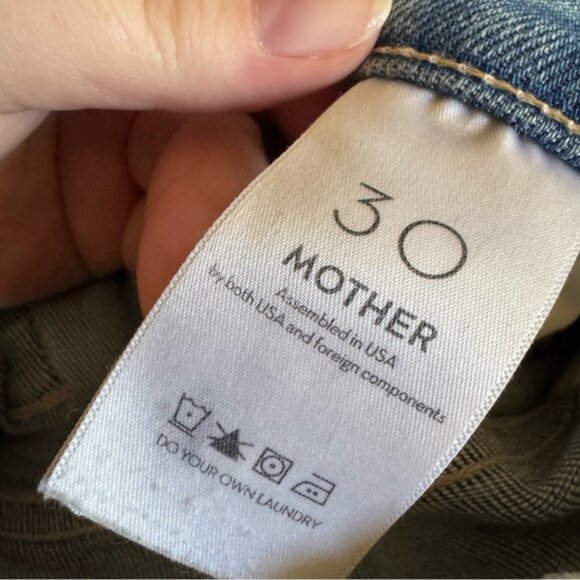 30
MOTHER
Assembled in USA
by both USA and foreign components
DO YOUR OWN LAUNDRY